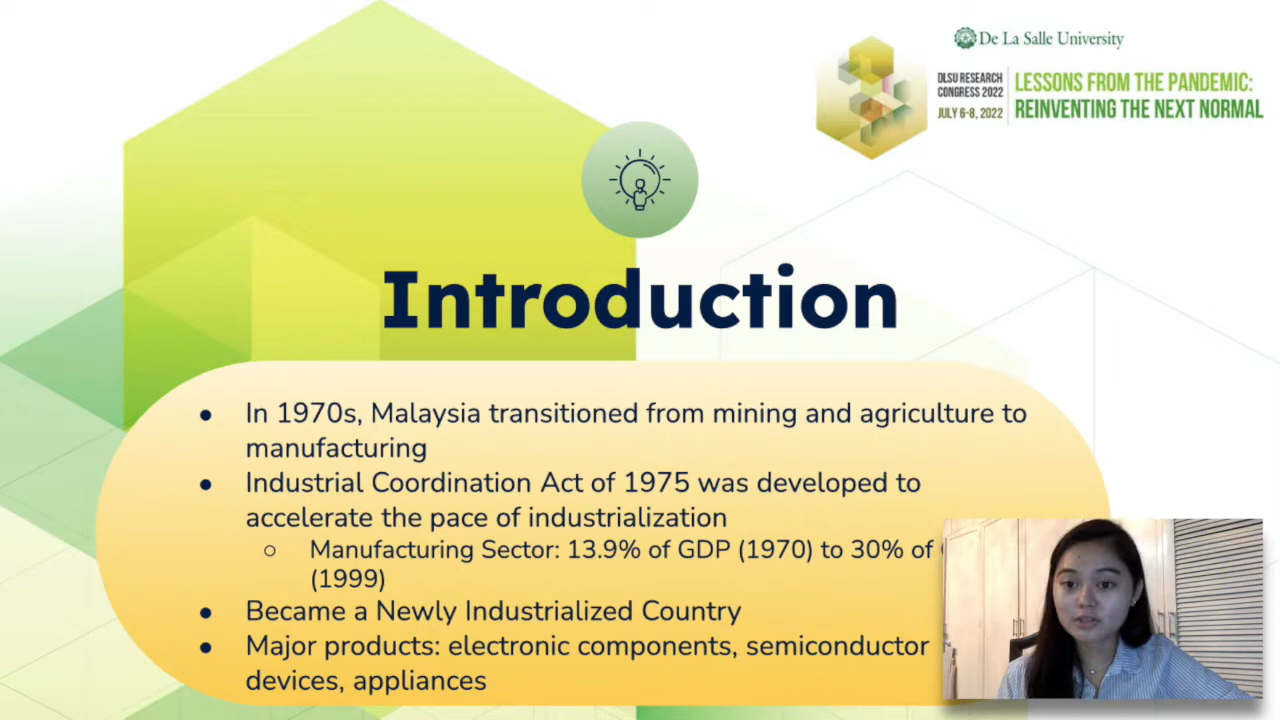 De La Salle University
DLSU RESEARCH
CONGRESS 2022
JULY 6-8, 2022
LESSONS FROM THE PANDEMIC:
REINVENTING THE NEXT NORMAL
Introduction
● In 1970s, Malaysia transitioned from mining and agriculture to
manufacturing
● Industrial Coordination Act of 1975 was developed to
accelerate the pace of industrialization
○ Manufacturing Sector: 13.9% of GDP (1970) to 30% of
(1999)
● Became a Newly Industrialized Country
● Major products: electronic components, semiconductor
devices, appliances